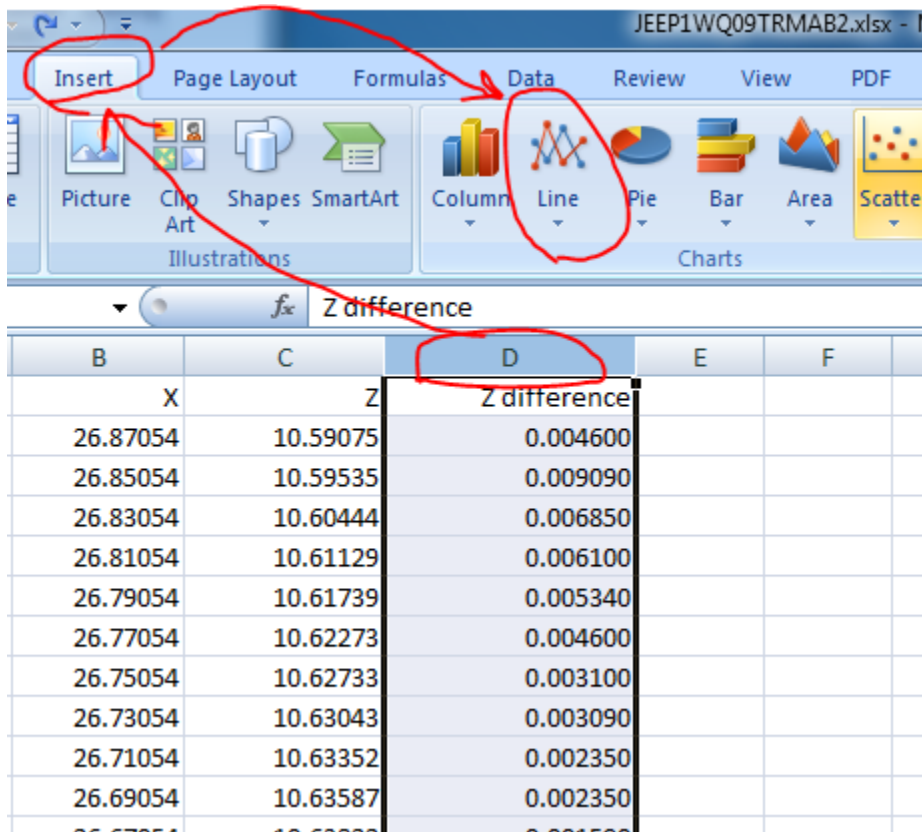 JEEP1WQ09TRMAB2.xlsx -
Insert Page Layout Formulas Data Review View PDF
Picture Clip Art Shapes SmartArt Column Line Pie Bar Area Scatte
Illustrations Charts
fx Z difference
B C D E F
X Z Z difference
26.87054 10.59075 0.004600
26.85054 10.59535 0.009090
26.83054 10.60444 0.006850
26.81054 10.61129 0.006100
26.79054 10.61739 0.005340
26.77054 10.62273 0.004600
26.75054 10.62733 0.003100
26.73054 10.63043 0.003090
26.71054 10.63352 0.002350
26.69054 10.63587 0.002350